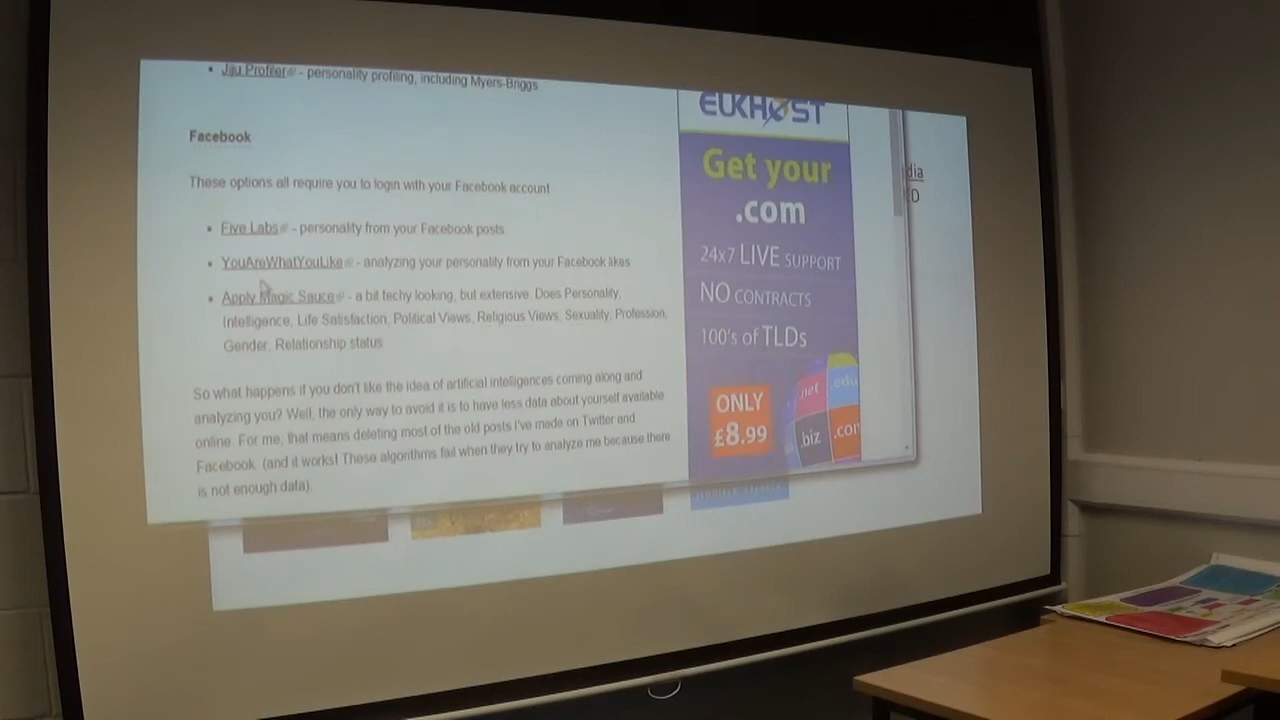 Jiju Profiler - personality profiling, including Myers-Briggs
Facebook
These options all require you to login with your Facebook account
Five Labs - personality from your Facebook posts
YouAreWhatYouLike - analyzing your personality from your Facebook likes
Apply Magic Sauce - a bit techy looking, but extensive. Does Personality,
Intelligence, Life Satisfaction, Political Views, Religious Views, Sexuality, Profession,
Gender, Relationship status
So what happens if you don't like the idea of artificial intelligences coming along and
analyzing you? Well, the only way to avoid it is to have less data about yourself available
online. For me, that means deleting most of the old posts I've made on Twitter and
Facebook. (and it works! These algorithms fail when they try to analyze me because there
is not enough data).
EUKHOST
Get your
.com
24x7 LIVE SUPPORT
NO CONTRACTS
100's of TLDs
ONLY
£8.99
.net
.edu
.biz
.com
dia
D